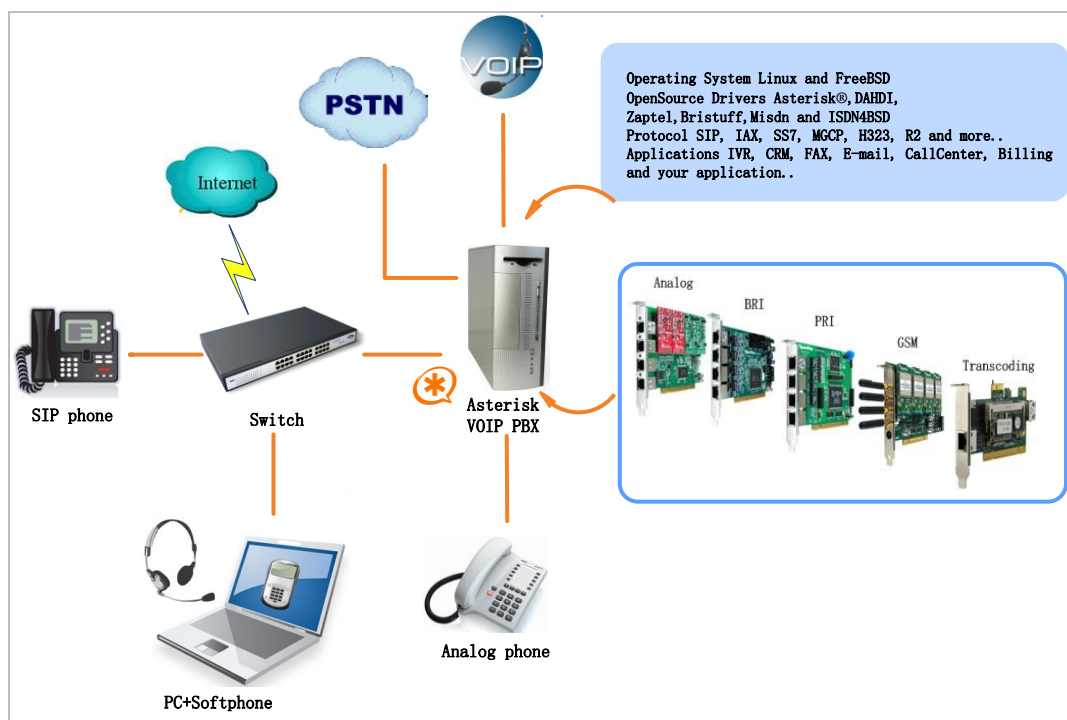 VOIP
PSTN
Internet
Operating System Linux and FreeBSD
OpenSource Drivers Asterisk®,DAHDI,
Zaptel,Bristuff,Misdn and ISDN4BSD
Protocol SIP, IAX, SS7, MGCP, H323, R2 and more..
Applications IVR, CRM, FAX, E-mail, CallCenter, Billing
and your application..
Analog
BRI
PRI
GSM
Transcoding
SIP phone
Switch
Asterisk
VOIP PBX
Analog phone
PC+Softphone